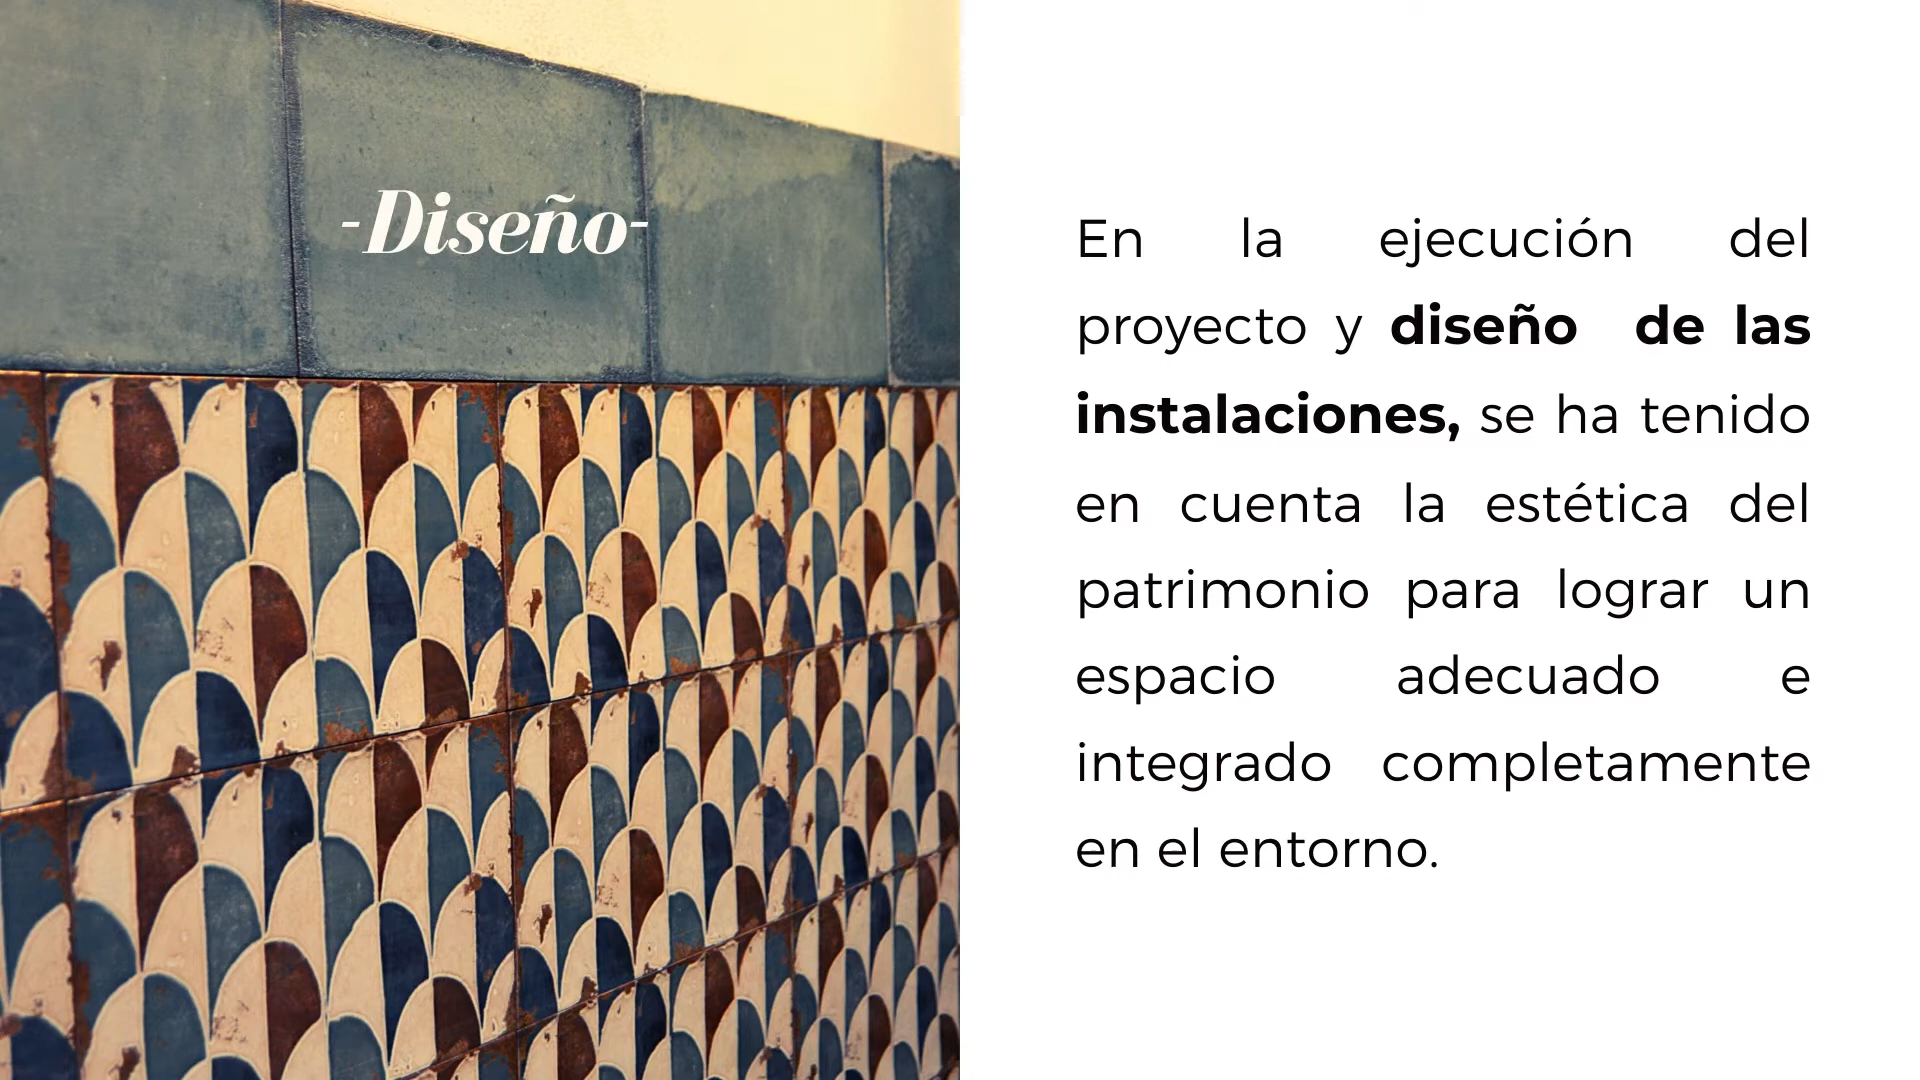 -Diseño-
En la ejecución del
proyecto y diseño de las
instalaciones, se ha tenido
en cuenta la estética del
patrimonio para lograr un
espacio adecuado e
integrado completamente
en el entorno.